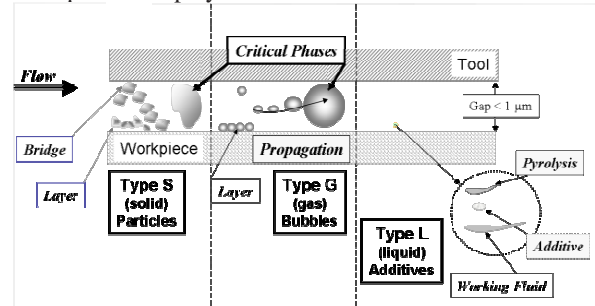 Critical Phases
Tool
Flow
Gap < 1 µm
Bridge
Workpiece
Propagation
Layer
Type S
(solid)
Particles
Layer
Type G
(gas)
Bubbles
Pyrolysis
Type L
(liquid)
Additives
Additive
Working Fluid